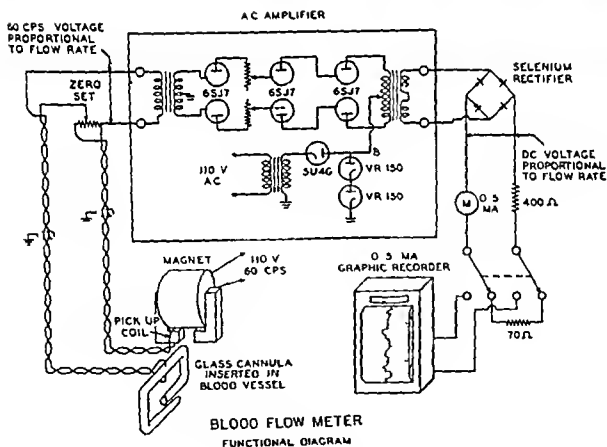 60 CPS VOLTAGE
PROPORTIONAL
TO FLOW RATE
AC AMPLIFIER
ZERO
SET
6SJ7
6SJ7
6SJ7
SELENIUM
RECTIFIER
110 V
AC
5U4G
B
VR 150
VR 150
DC VOLTAGE
PROPORTIONAL
TO FLOW RATE
M
0.5
MA
400 Ω
MAGNET
110 V
60 CPS
PICK UP
COIL
GLASS CANNULA
INSERTED IN
BLOOD VESSEL
0.5 MA
GRAPHIC RECORDER
70Ω
BLOOD FLOW METER
FUNCTIONAL DIAGRAM